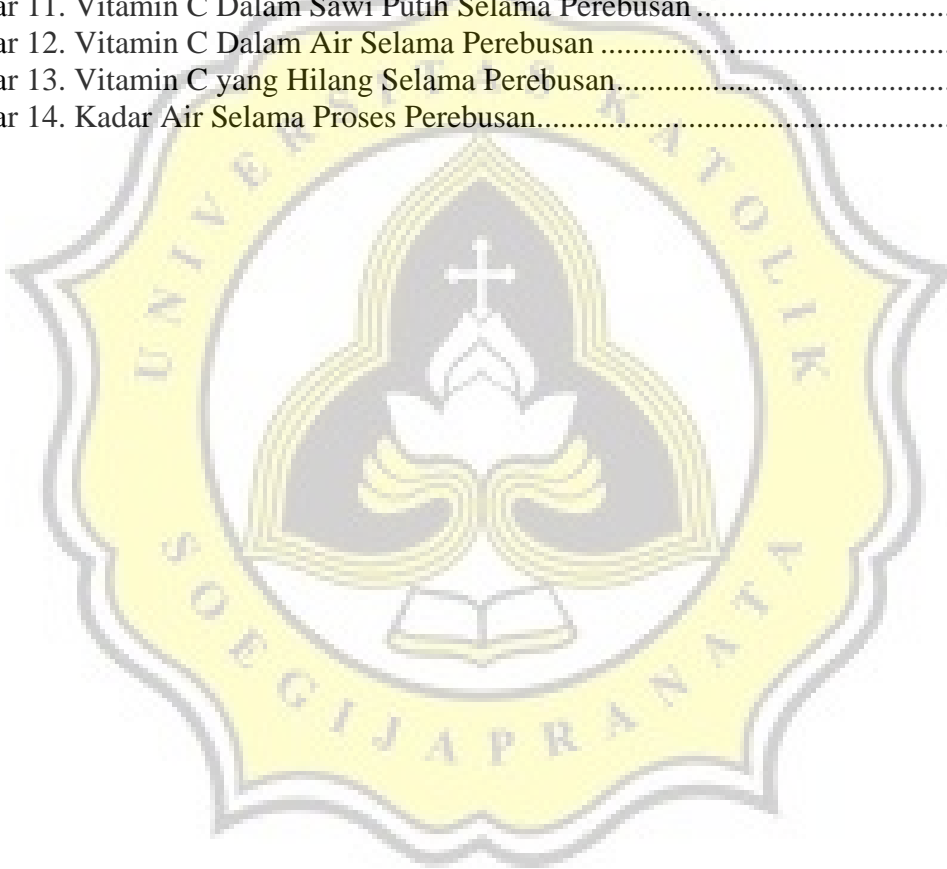 ar 11. Vitamin C Dalam Sawi Putih Selama Perebusan ..............................
ar 12. Vitamin C Dalam Air Selama Perebusan ..........................................
ar 13. Vitamin C yang Hilang Selama Perebusan........................................
ar 14. Kadar Air Selama Proses Perebusan.................................................
UNIVERSITAS KATOLIK
SOEGIJAPRANATA